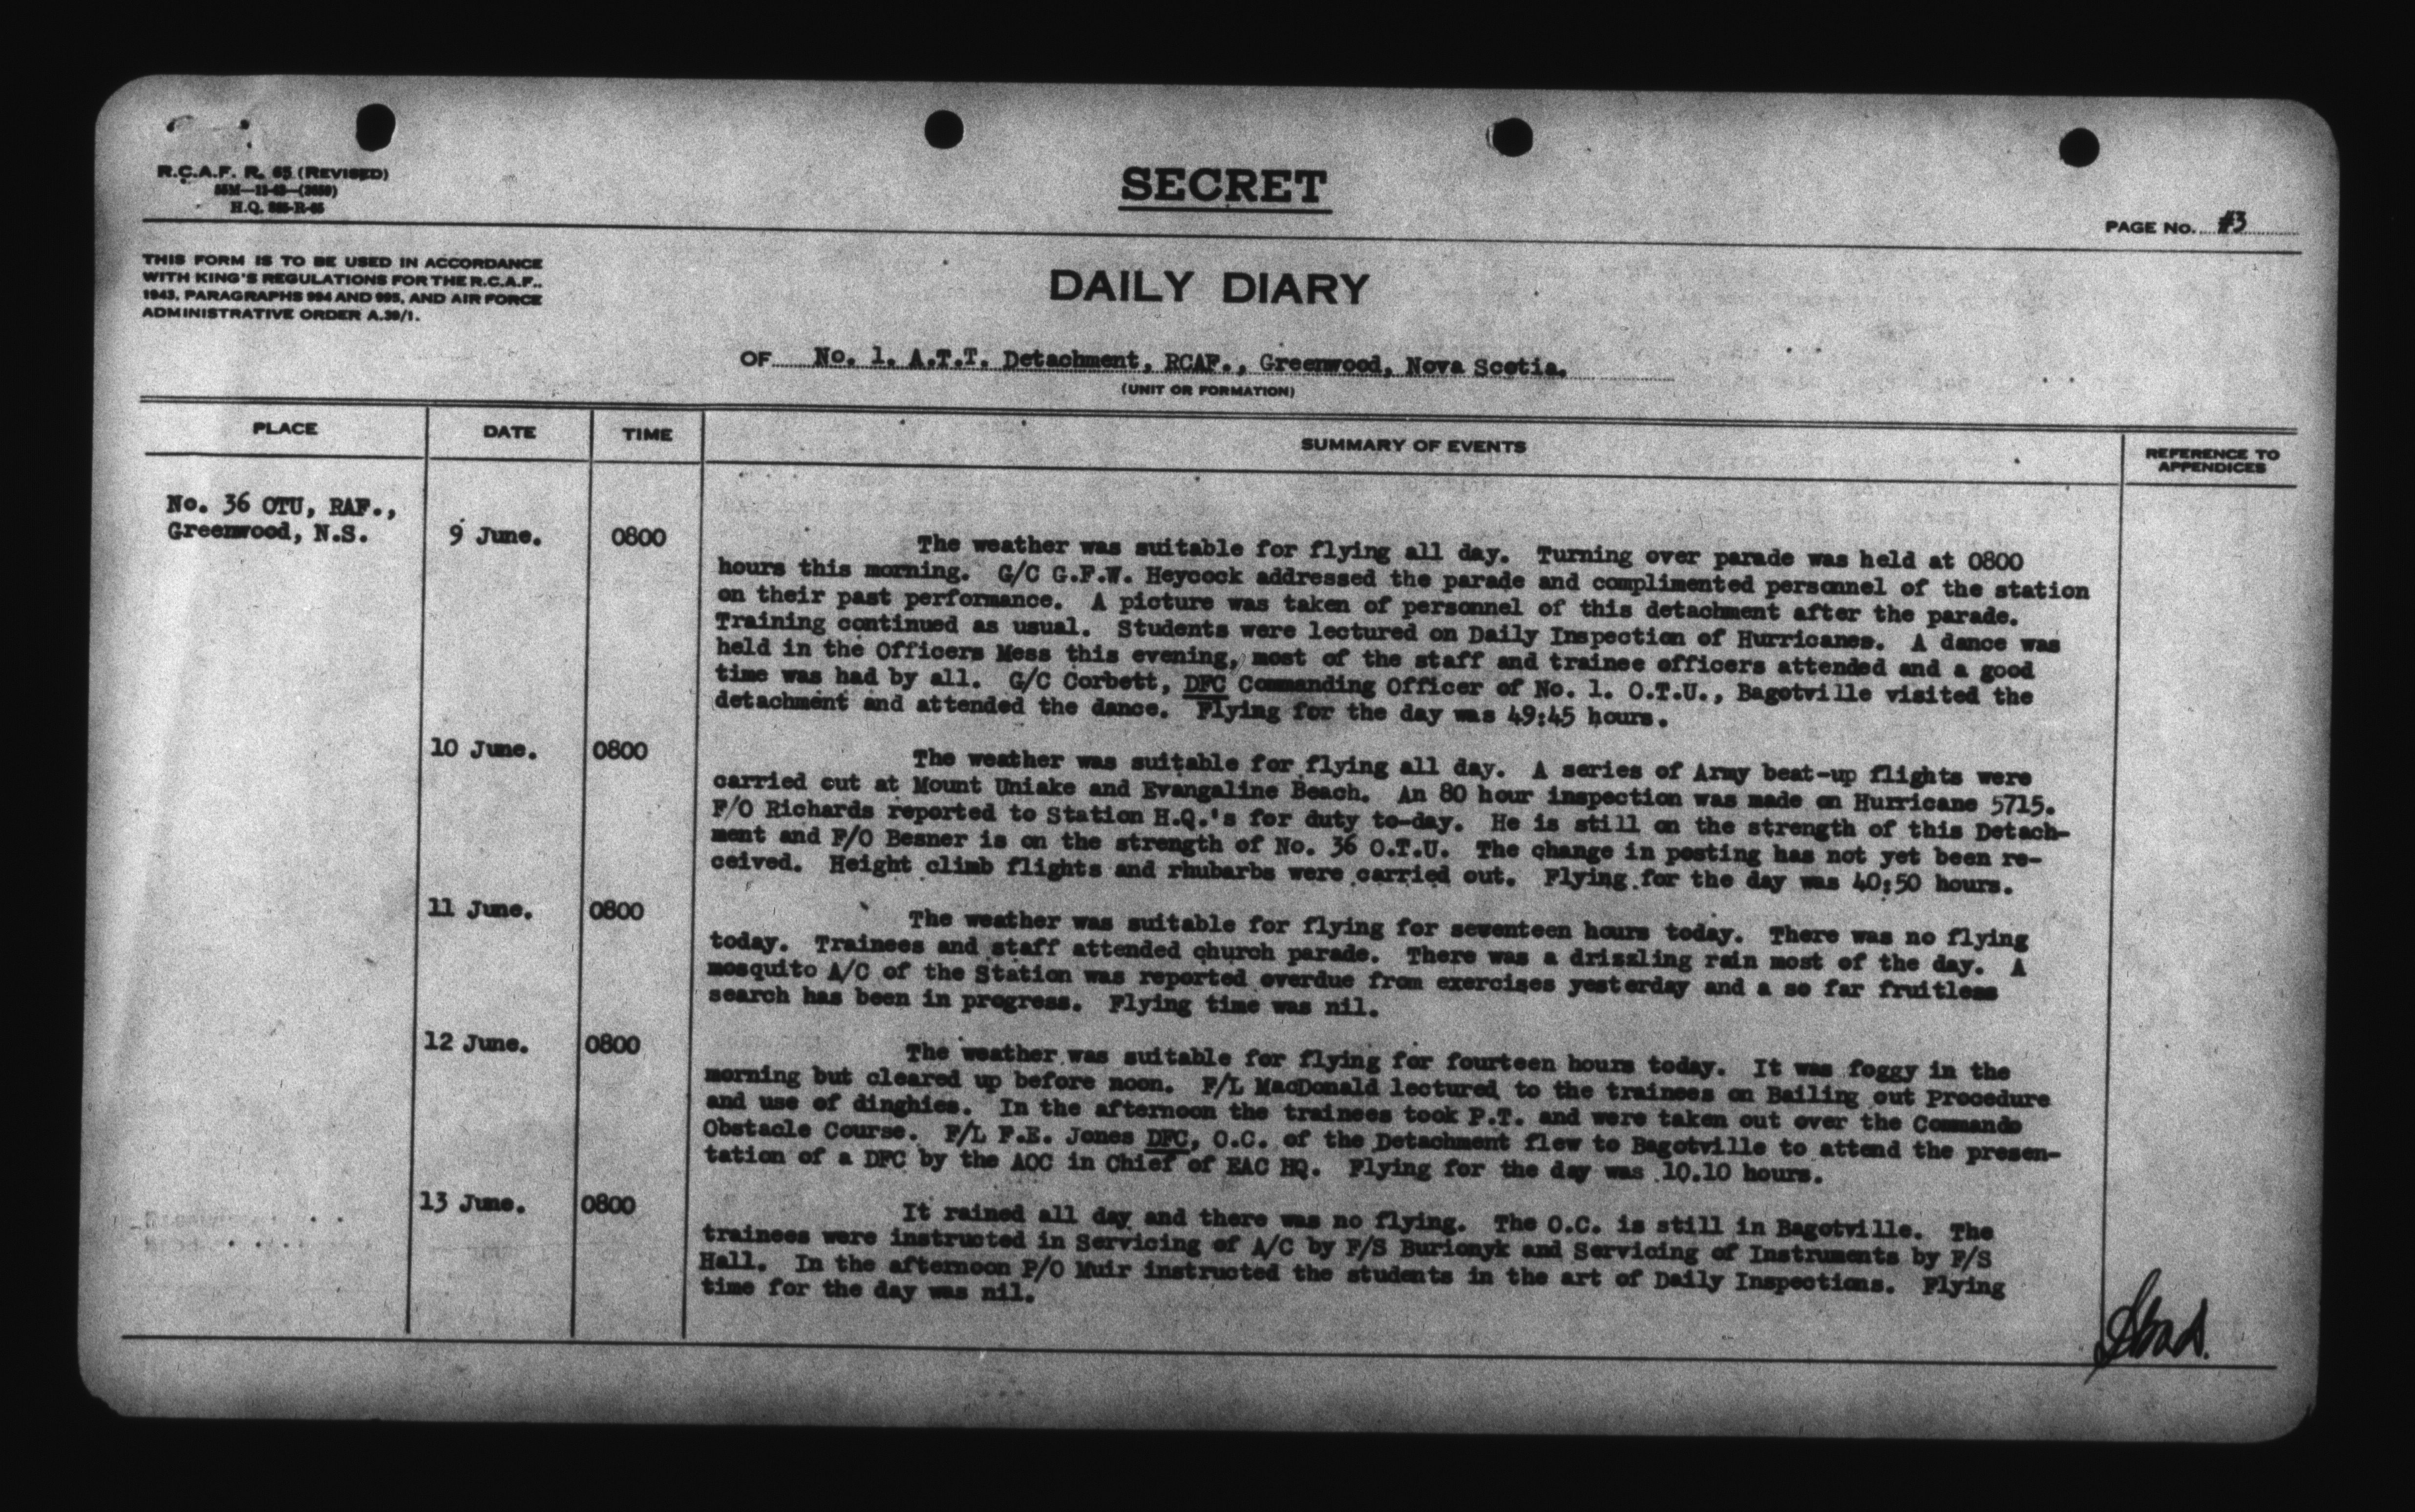 R.C.A.F. R. 65 (REVISED)
H.Q. 885-R-65
SECRET
PAGE No. #3
THIS FORM IS TO BE USED IN ACCORDANCE
WITH KING'S REGULATIONS FOR THE R.C.A.F.,
1943, PARAGRAPHS 994 AND 995, AND AIR FORCE
ADMINISTRATIVE ORDER A.39/1.
DAILY DIARY
OF No. 1. A.T.T. Detachment, RCAF., Greenwood, Nova Scotia.
(UNIT OR FORMATION)
PLACE DATE TIME SUMMARY OF EVENTS REFERENCE TO APPENDICES
No. 36 OTU, RAF.,
Greenwood, N.S. 9 June. 0800 The weather was suitable for flying all day. Turning over parade was held at 0800
hours this morning. G/C G.F.W. Heycock addressed the parade and complimented personnel of the station
on their past performance. A picture was taken of personnel of this detachment after the parade.
Training continued as usual. Students were lectured on Daily Inspection of Hurricanes. A dance was
held in the Officers Mess this evening, most of the staff and trainee officers attended and a good
time was had by all. G/C Corbett, DFC Commanding Officer of No. 1. O.T.U., Bagotville visited the
detachment and attended the dance. Flying for the day was 49:45 hours.
10 June. 0800 The weather was suitable for flying all day. A series of Army beat-up flights were
carried out at Mount Uniake and Evangaline Beach. An 80 hour inspection was made on Hurricane 5715.
F/O Richards reported to Station H.Q.'s for duty to-day. He is still on the strength of this Detach-
ment and F/O Besner is on the strength of No. 36 O.T.U. The change in posting has not yet been re-
ceived. Height climb flights and rhubarbs were carried out. Flying for the day was 40:50 hours.
11 June. 0800 The weather was suitable for flying for seventeen hours today. There was no flying
today. Trainees and staff attended church parade. There was a drizzling rain most of the day. A
mosquito A/C of the Station was reported overdue from exercises yesterday and a so far fruitless
search has been in progress. Flying time was nil.
12 June. 0800 The weather was suitable for flying for fourteen hours today. It was foggy in the
morning but cleared up before noon. F/L MacDonald lectured to the trainees on Bailing out Procedure
and use of dinghies. In the afternoon the trainees took P.T. and were taken out over the Commando
Obstacle Course. F/L F.E. Jones DFC, O.C. of the Detachment flew to Bagotville to attend the presen-
tation of a DFC by the AOC in Chief of EAC HQ. Flying for the day was 10.10 hours.
13 June. 0800 It rained all day and there was no flying. The O.C. is still in Bagotville. The
trainees were instructed in Servicing of A/C by F/S Burionyk and Servicing of Instruments by F/S
Hall. In the afternoon P/O Muir instructed the students in the art of Daily Inspections. Flying
time for the day was nil.